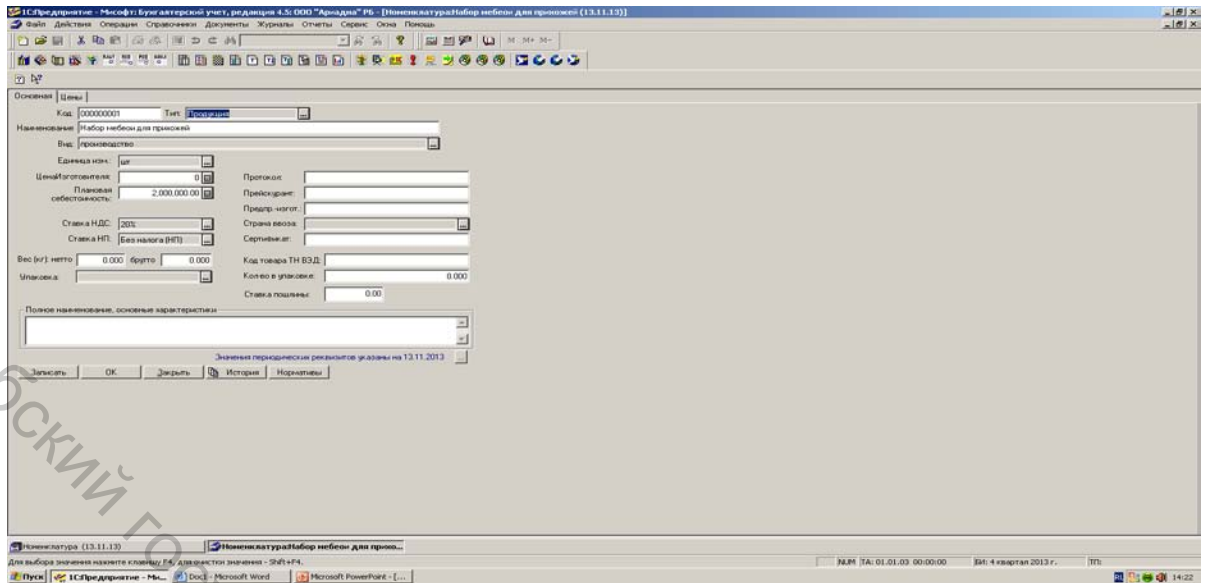 1С:Предприятие - Мисофт: Бухгалтерский учет, редакция 4.5: ООО "Ариадна" РБ - [Номенклатура:Набор мебели для прихожей (13.11.13)]
Файл Действия Операции Справочники Документы Журналы Отчеты Сервис Окна Помощь
M M+ M-
Основная Цены
Код: 000000001 Тип: Продукция ...
Наименование: Набор мебели для прихожей
Вид: производство ...
Единица изм.: шт ...
ЦенаИзготовителя: 0 Протокол:
Плановая себестоимость: 2,000,000.00 Прейскурант:
Предпр.-изгот.:
Ставка НДС: 20% ... Страна ввоза: ...
Ставка НП: Без налога (НП) ... Сертификат:
Вес (кг): нетто 0.000 брутто 0.000 Код товара ТН ВЭД:
Упаковка: ... Кол-во в упаковке: 0.000
Ставка пошлины: 0.00
Полное наименование, основные характеристики
Значения периодических реквизитов указаны на 13.11.2013 ...
Записать OK Закрыть История Нормативы
бский гос
Номенклатура (13.11.13) Номенклатура:Набор мебели для прихо...
Для выбора значения нажмите клавишу F4, для очистки значения - Shift+F4. NUM TA: 01.01.03 00:00:00 БИ: 4 квартал 2013 г. ТП:
Пуск 1С:Предприятие - Ми... Doc1 - Microsoft Word Microsoft PowerPoint - [... 14:22